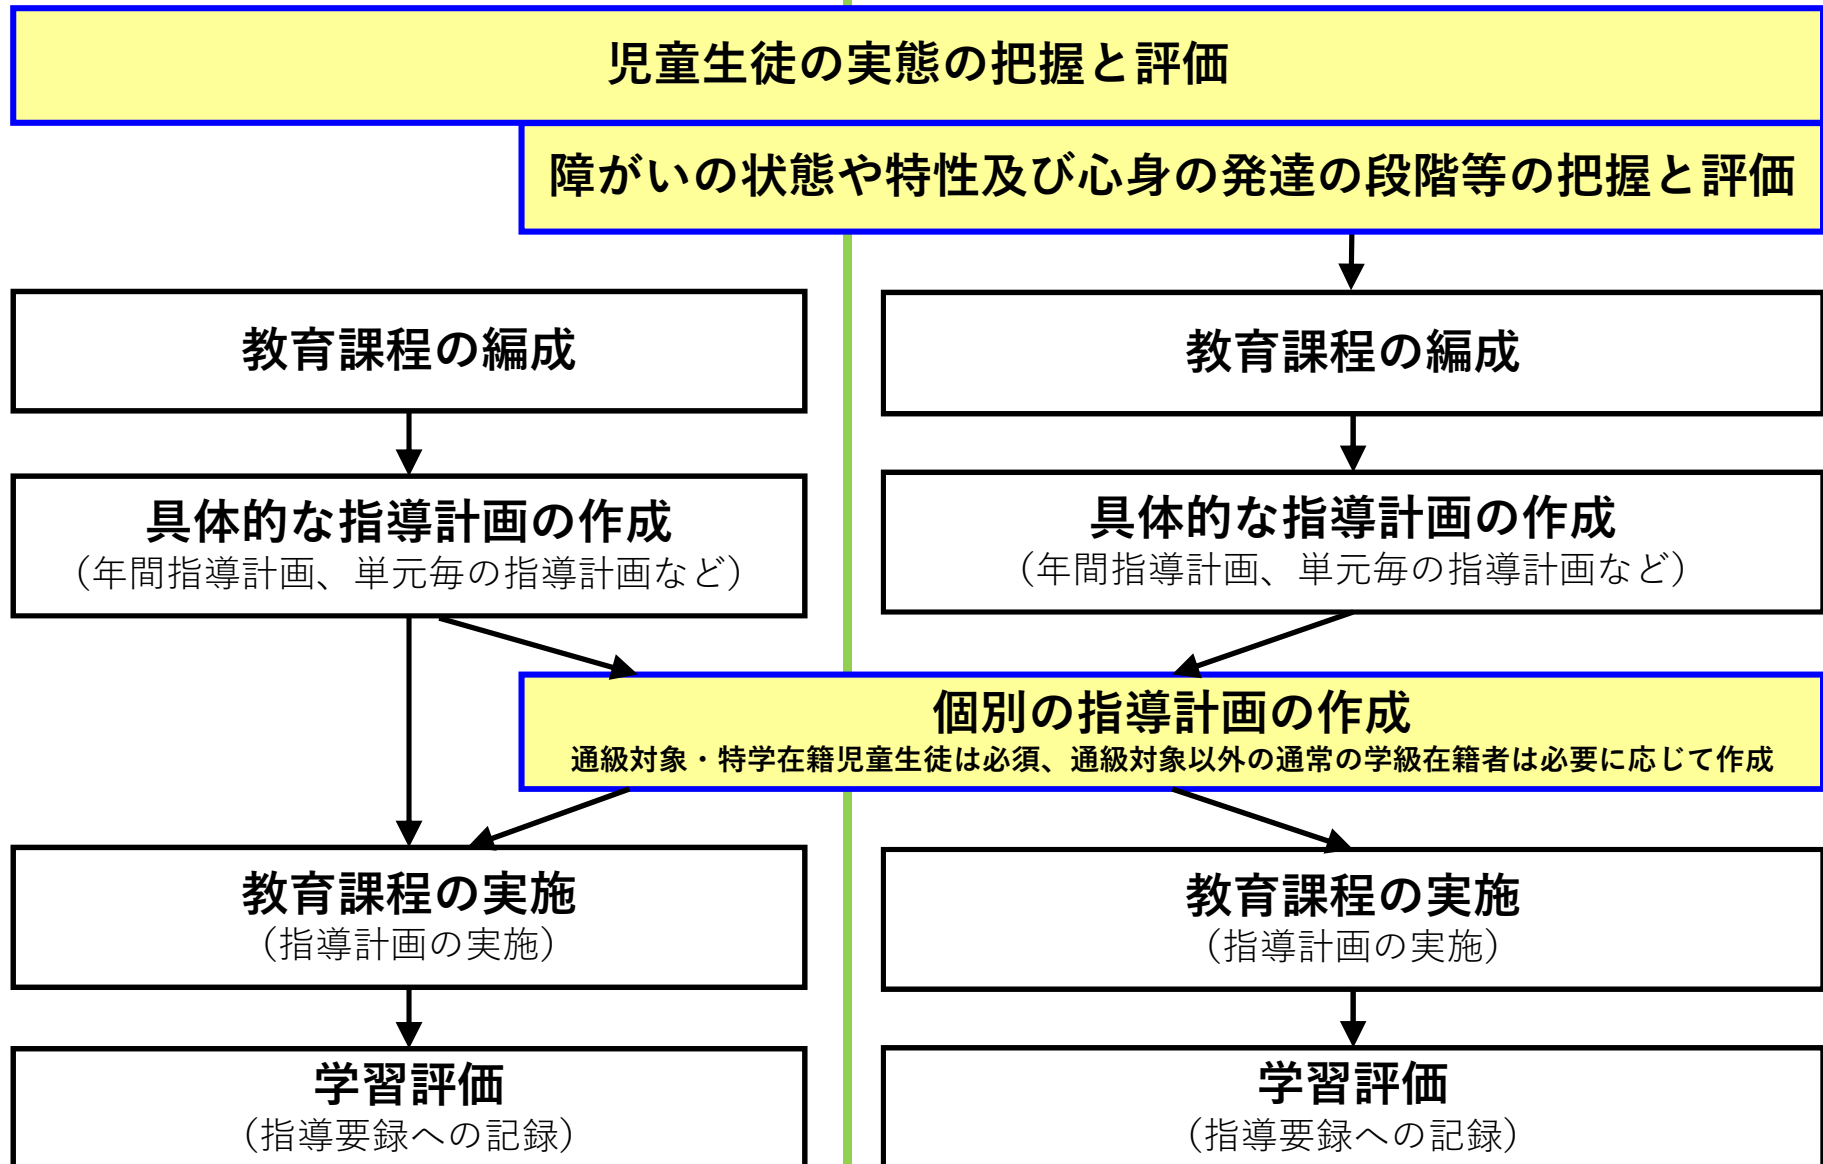 児童生徒の実態の把握と評価
障がいの状態や特性及び心身の発達の段階等の把握と評価
教育課程の編成
教育課程の編成
具体的な指導計画の作成
（年間指導計画、単元毎の指導計画など）
具体的な指導計画の作成
（年間指導計画、単元毎の指導計画など）
個別の指導計画の作成
通級対象・特学在籍児童生徒は必須、通級対象以外の通常の学級在籍者は必要に応じて作成
教育課程の実施
（指導計画の実施）
教育課程の実施
（指導計画の実施）
学習評価
（指導要録への記録）
学習評価
（指導要録への記録）